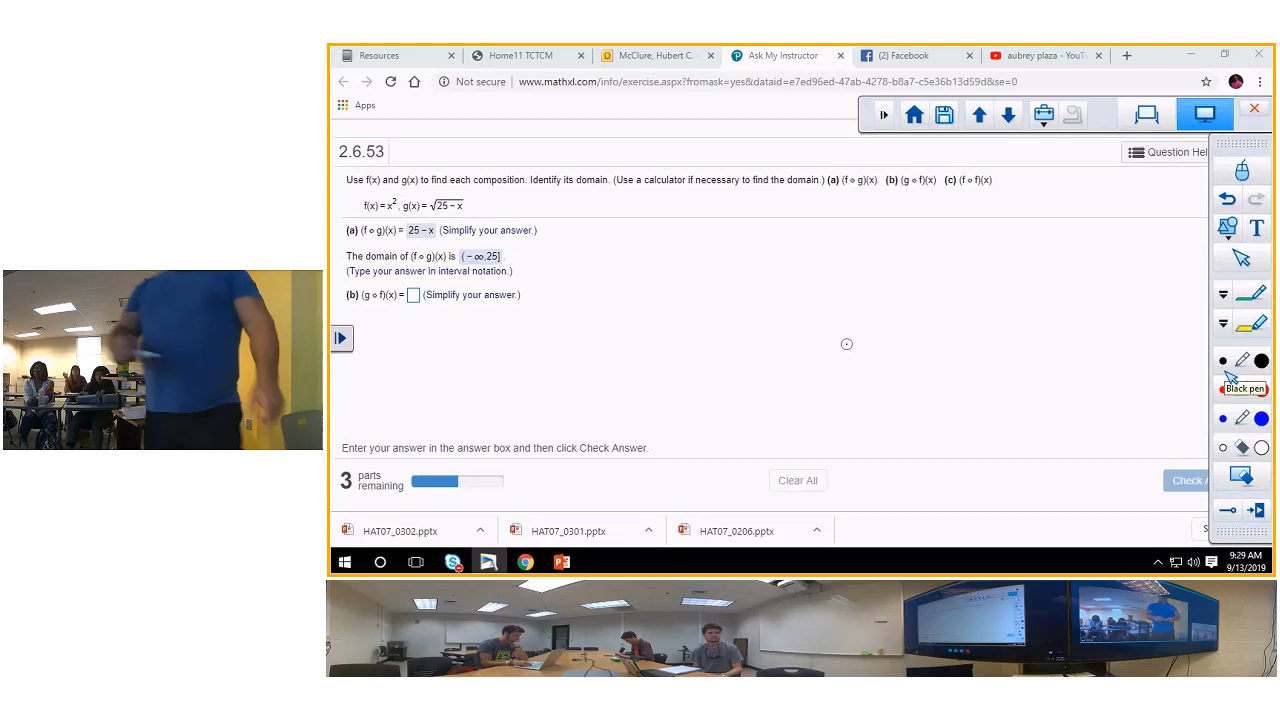 Resources
Home11 TCTCM
McClure, Hubert C.
Ask My Instructor
(2) Facebook
aubrey plaza - YouTu
Not secure | www.mathxl.com/info/exercise.aspx?fromask=yes&dataid=e7ed96ed-47ab-4278-b8a7-c5e36b13d59d&se=0
Apps
2.6.53
Question Hel
Use f(x) and g(x) to find each composition. Identify its domain. (Use a calculator if necessary to find the domain.) (a) (f∘g)(x) (b) (g∘f)(x) (c) (f∘f)(x)
f(x) = x², g(x) = √25 − x
(a) (f∘g)(x) = 25 − x (Simplify your answer.)
The domain of (f∘g)(x) is (−∞,25].
(Type your answer in interval notation.)
(b) (g∘f)(x) = (Simplify your answer.)
Black pen
Enter your answer in the answer box and then click Check Answer.
3 parts remaining
Clear All
Check A
HAT07_0302.pptx
HAT07_0301.pptx
HAT07_0206.pptx
S
9:29 AM
9/13/2019